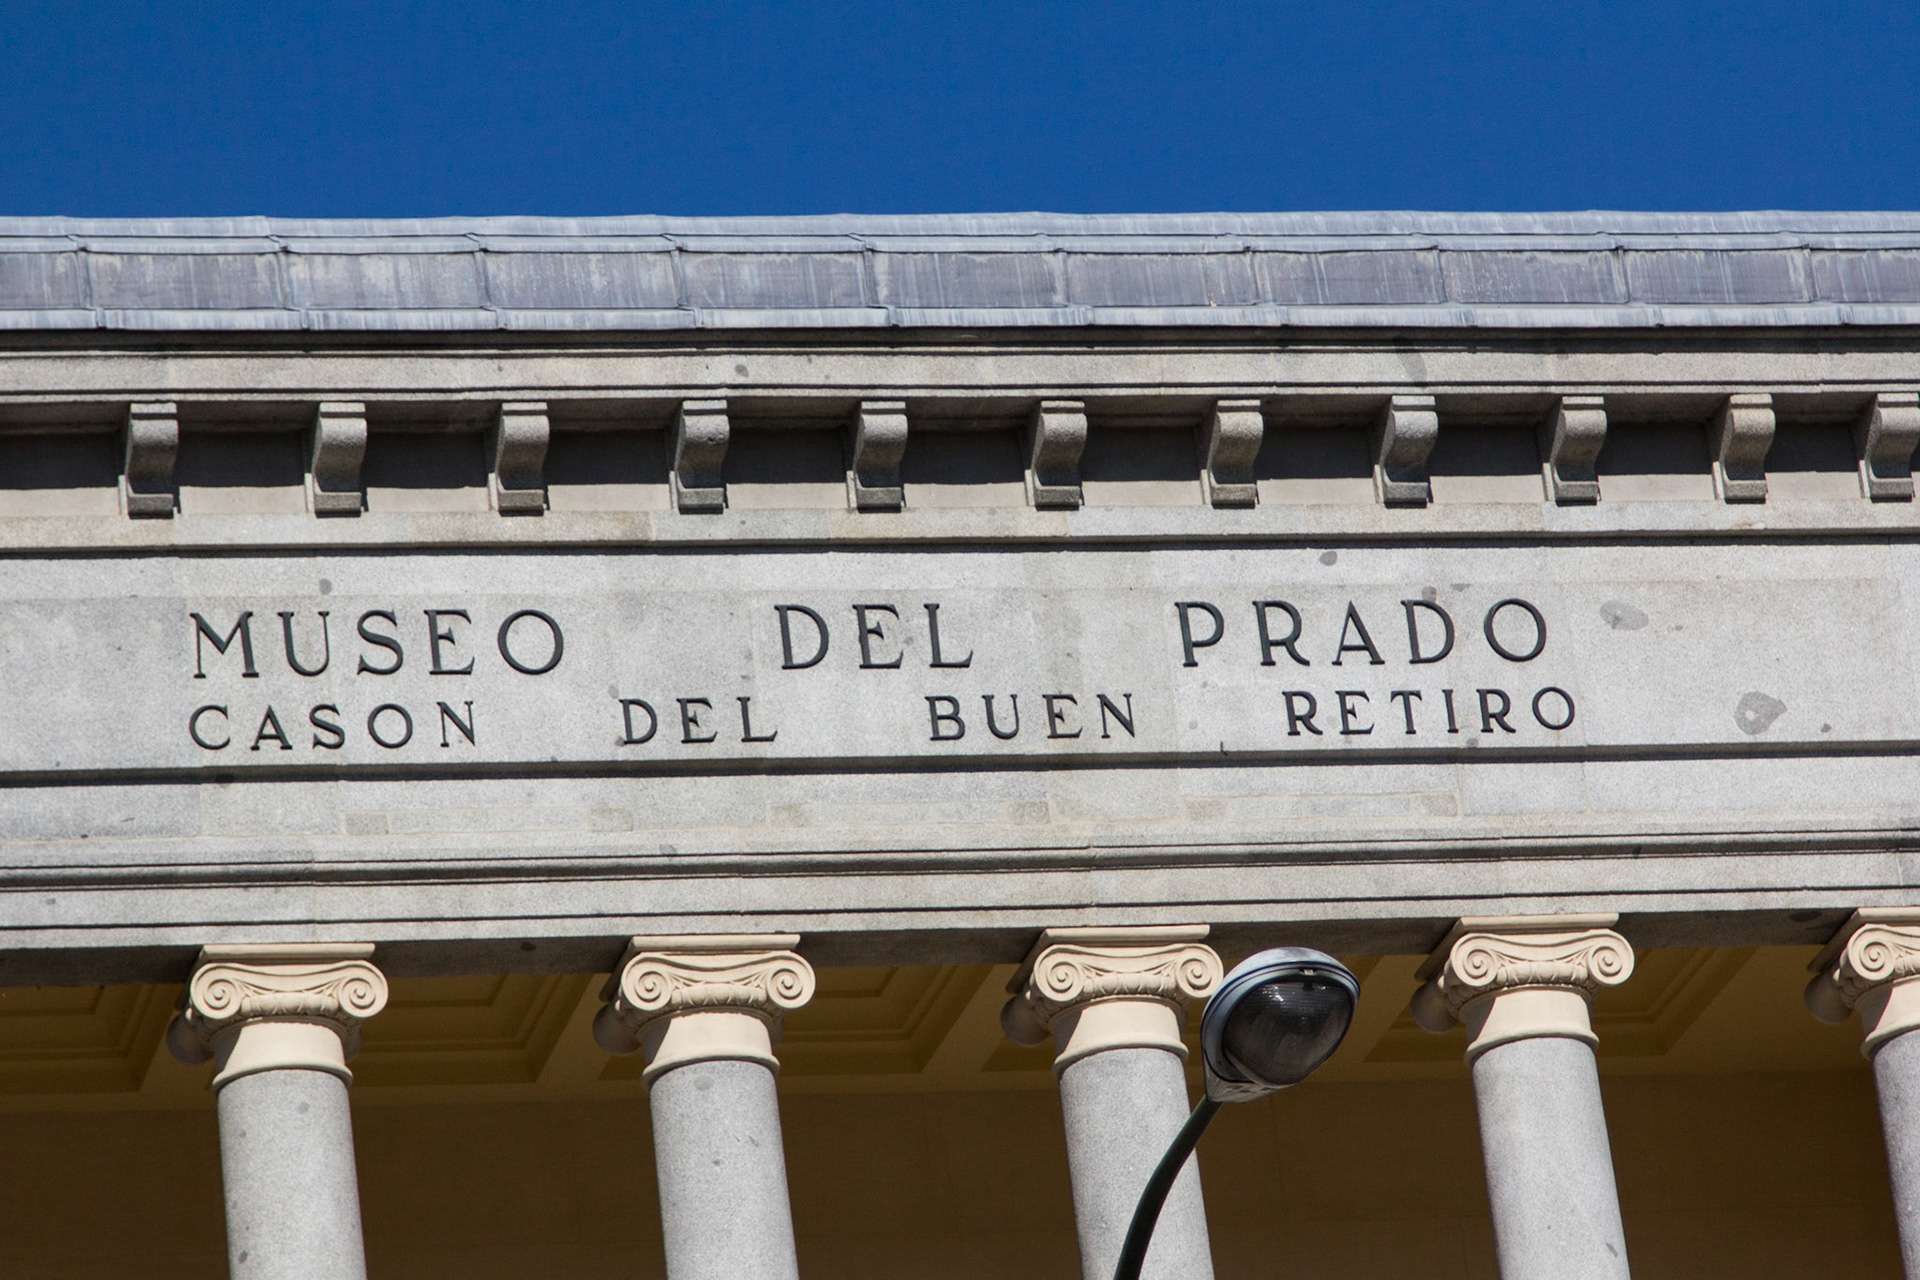 MUSEO DEL PRADO
CASON DEL BUEN RETIRO